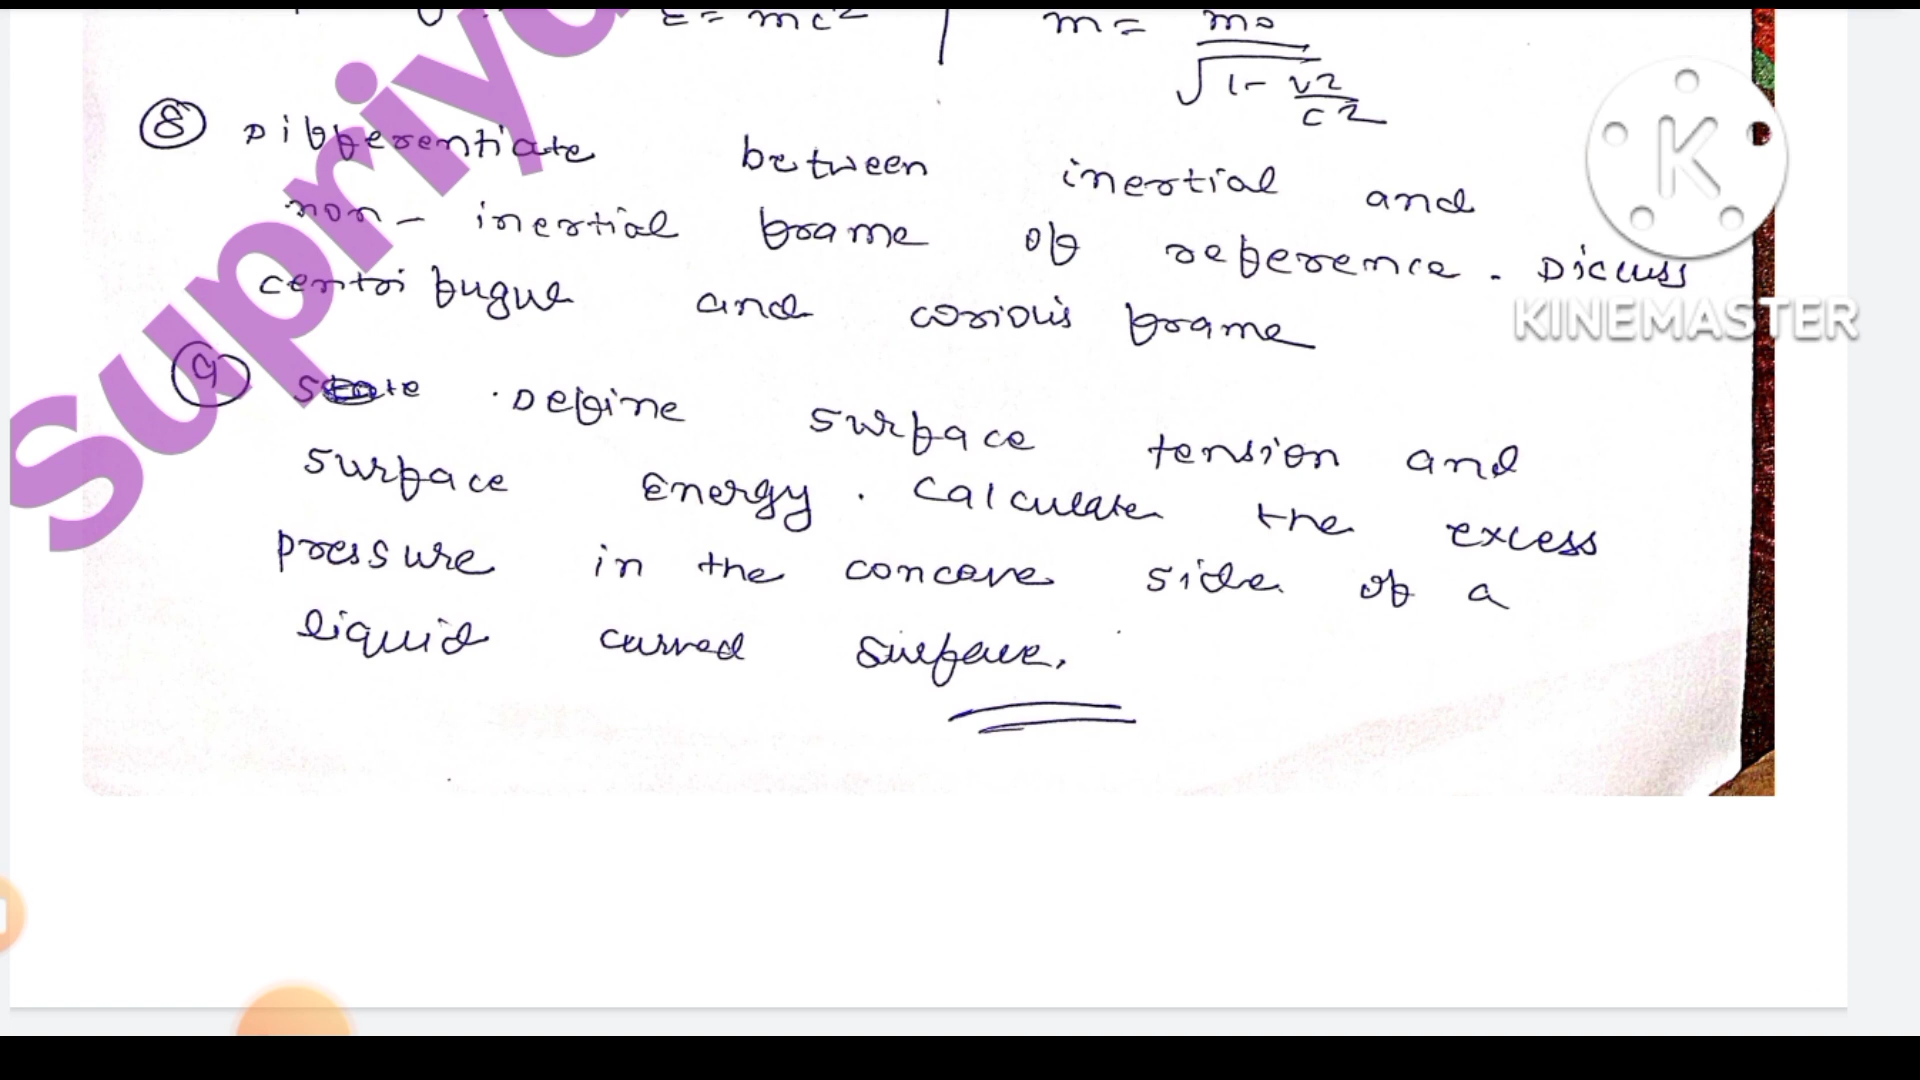 E = mc2 | m = m0
√1- v2
c2
8 Differentiate between inertial and
non- inertial frame of reference. Dicuss
centrifugue and coriolis frame
9 State . Define surface tension and
surface Energy. Calculate the excess
pressure in the concave side of a
liquid curved surface.
Supriya
K
KINEMASTER